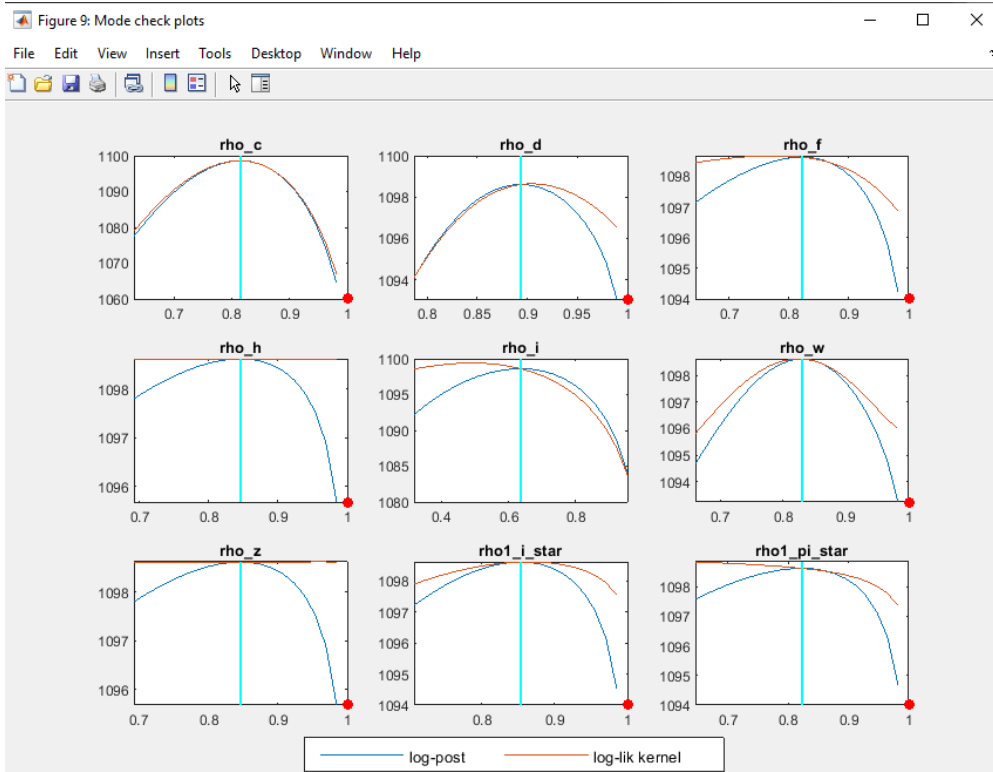 Figure 9: Mode check plots
File Edit View Insert Tools Desktop Window Help
rho_c rho_d rho_f
1100 1100
1098
1090 1098
1097
1080 1096 1096
1070 1095
1094
1060 1094
0.7 0.8 0.9 1 0.8 0.85 0.9 0.95 1 0.7 0.8 0.9 1
rho_h rho_i rho_w
1100
1098 1098
1095 1097
1097 1090 1096
1085 1095
1096 1094
1080
0.7 0.8 0.9 1 0.4 0.6 0.8 0.7 0.8 0.9 1
rho_z rho1_i_star rho1_pi_star
1098 1098 1098
1097 1097
1097 1096 1096
1096 1095 1095
1094 1094
0.7 0.8 0.9 1 0.8 0.9 1 0.7 0.8 0.9 1
log-post log-lik kernel